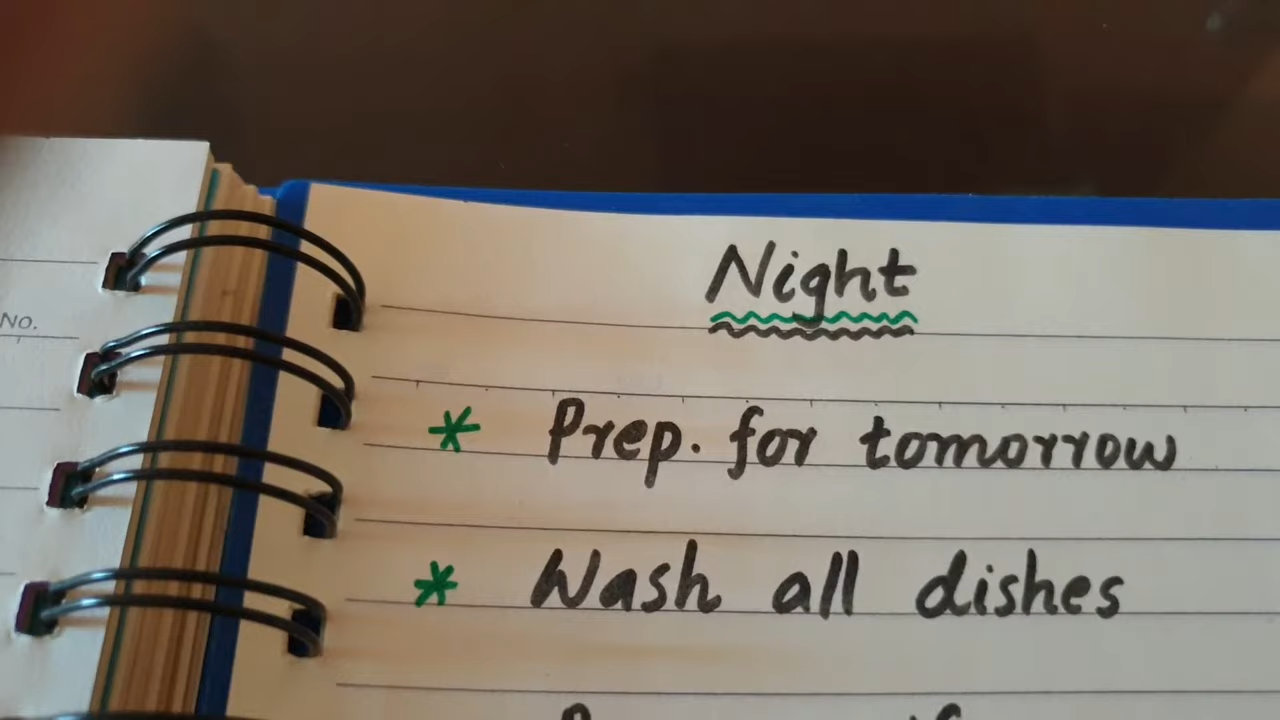 No.
Night
* Prep. for tomorrow
* Wash all dishes